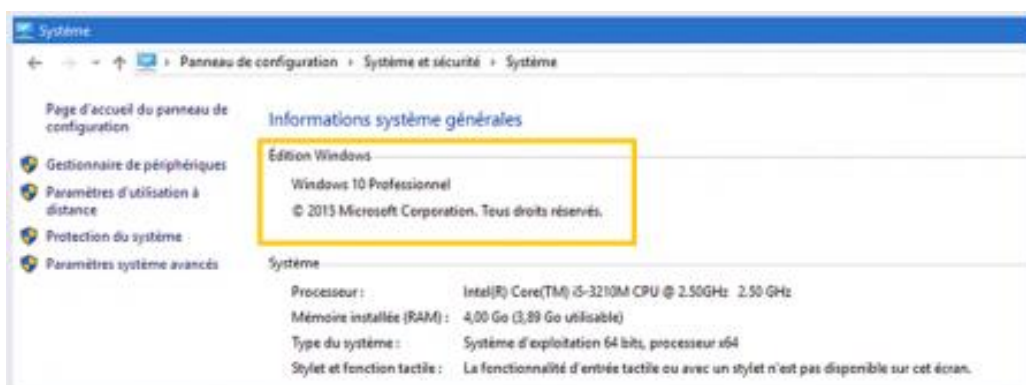 Système
Panneau de configuration › Système et sécurité › Système
Page d'accueil du panneau de
configuration
Gestionnaire de périphériques
Paramètres d'utilisation à
distance
Protection du système
Paramètres système avancés
Informations système générales
Édition Windows
Windows 10 Professionnel
© 2015 Microsoft Corporation. Tous droits réservés.
Système
Processeur : Intel(R) Core(TM) i5-3210M CPU @ 2.50GHz 2.50 GHz
Mémoire installée (RAM) : 4,00 Go (3,89 Go utilisable)
Type du système : Système d'exploitation 64 bits, processeur x64
Stylet et fonction tactile : La fonctionnalité d'entrée tactile ou avec un stylet n'est pas disponible sur cet écran.